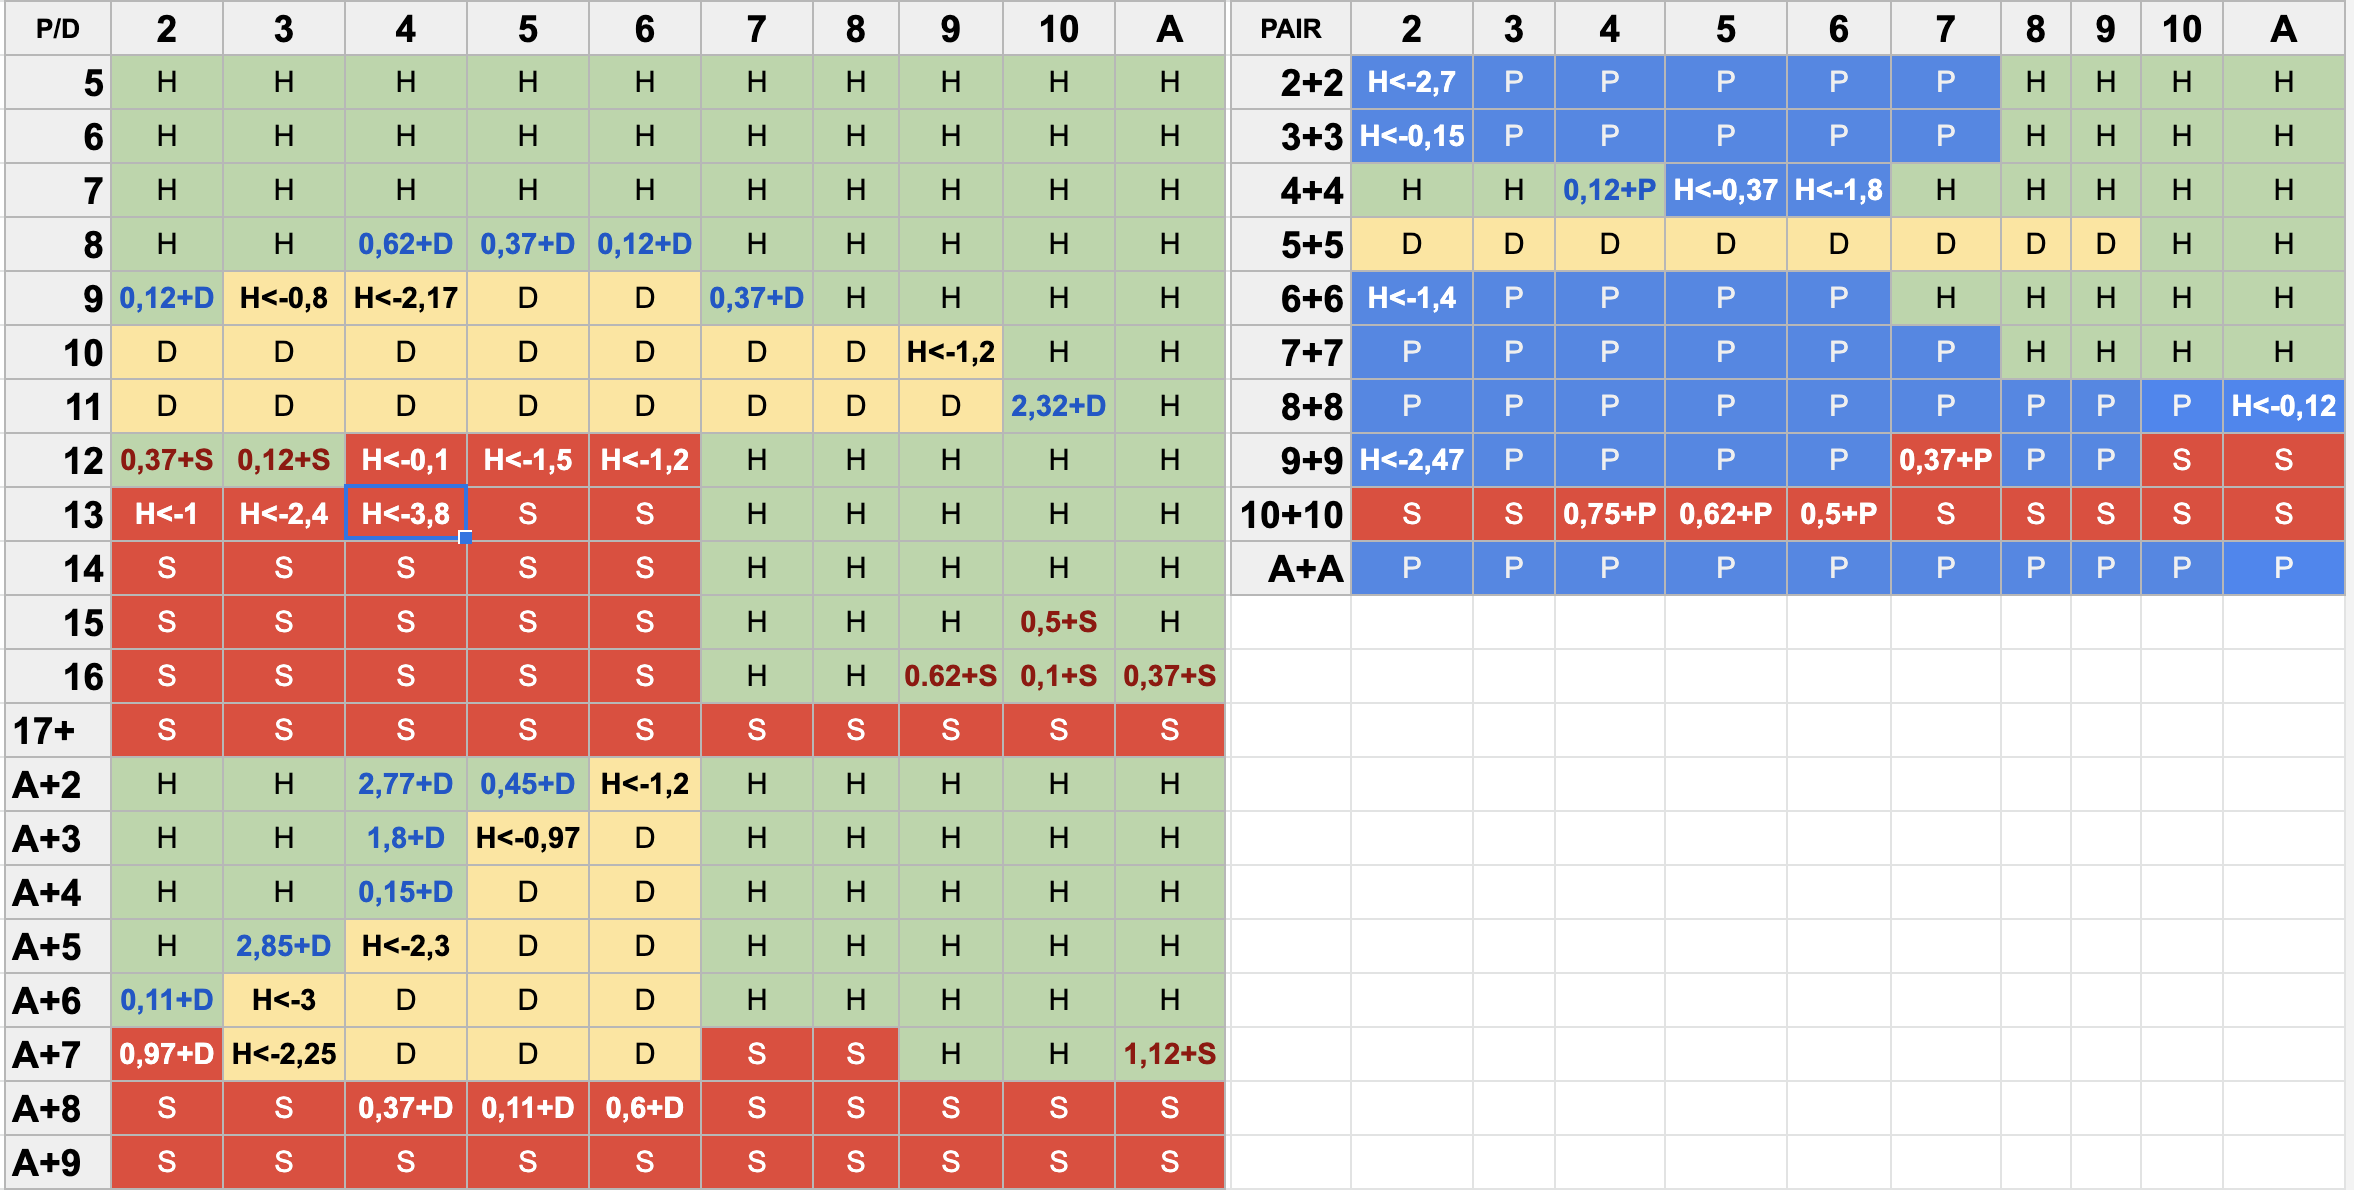 P/D 2 3 4 5 6 7 8 9 10 A PAIR 2 3 4 5 6 7 8 9 10 A
5 H H H H H H H H H H 2+2 H<-2,7 P P P P P H H H H
6 H H H H H H H H H H 3+3 H<-0,15 P P P P P H H H H
7 H H H H H H H H H H 4+4 H H 0,12+P H<-0,37 H<-1,8 H H H H H
8 H H 0,62+D 0,37+D 0,12+D H H H H H 5+5 D D D D D D D D H H
9 0,12+D H<-0,8 H<-2,17 D D 0,37+D H H H H 6+6 H<-1,4 P P P P H H H H H
10 D D D D D D D H<-1,2 H H 7+7 P P P P P P H H H H
11 D D D D D D D D 2,32+D H 8+8 P P P P P P P P P H<-0,12
12 0,37+S 0,12+S H<-0,1 H<-1,5 H<-1,2 H H H H H 9+9 H<-2,47 P P P P 0,37+P P P S S
13 H<-1 H<-2,4 H<-3,8 S S H H H H H 10+10 S S 0,75+P 0,62+P 0,5+P S S S S S
14 S S S S S H H H H H A+A P P P P P P P P P P
15 S S S S S H H H 0,5+S H
16 S S S S S H H 0.62+S 0,1+S 0,37+S
17+ S S S S S S S S S S
A+2 H H 2,77+D 0,45+D H<-1,2 H H H H H
A+3 H H 1,8+D H<-0,97 D H H H H H
A+4 H H 0,15+D D D H H H H H
A+5 H 2,85+D H<-2,3 D D H H H H H
A+6 0,11+D H<-3 D D D H H H H H
A+7 0,97+D H<-2,25 D D D S S H H 1,12+S
A+8 S S 0,37+D 0,11+D 0,6+D S S S S S
A+9 S S S S S S S S S S